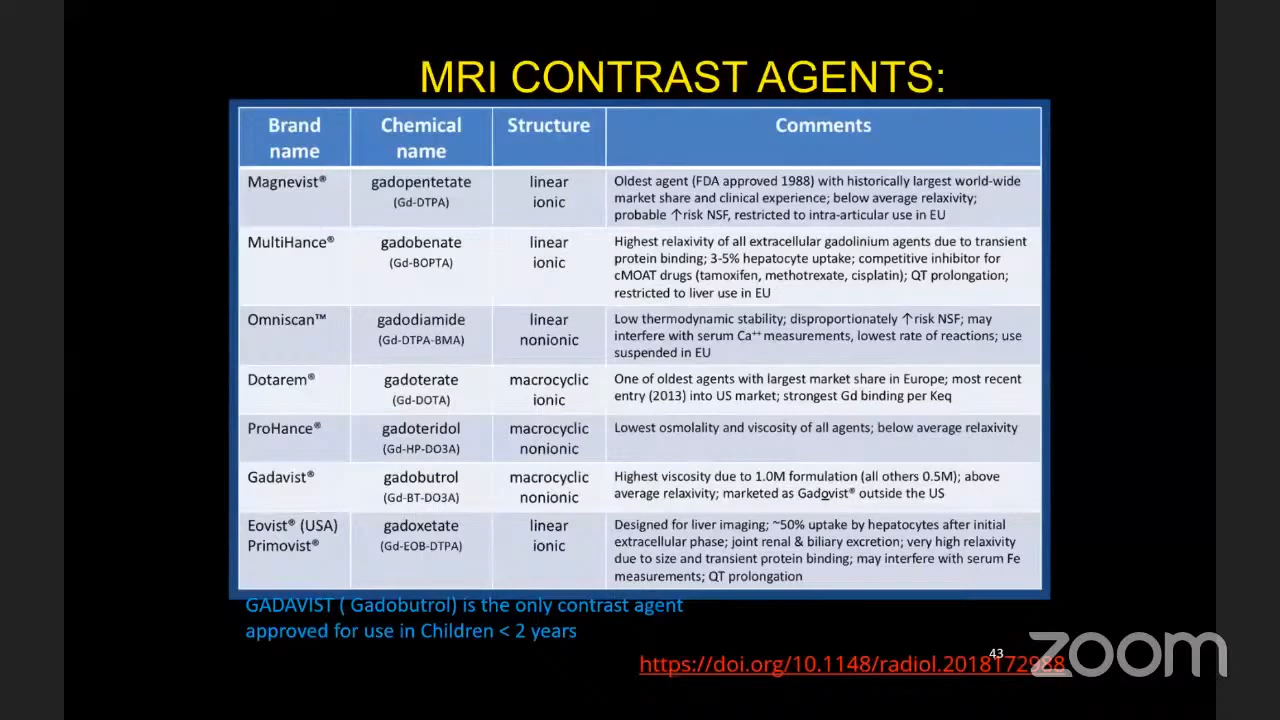 MRI CONTRAST AGENTS:
Brand name
Chemical name
Structure
Comments
Magnevist®
gadopentetate
(Gd-DTPA)
linear
ionic
Oldest agent (FDA approved 1988) with historically largest world-wide
market share and clinical experience; below average relaxivity;
probable ↑risk NSF, restricted to intra-articular use in EU
MultiHance®
gadobenate
(Gd-BOPTA)
linear
ionic
Highest relaxivity of all extracellular gadolinium agents due to transient
protein binding; 3-5% hepatocyte uptake; competitive inhibitor for
cMOAT drugs (tamoxifen, methotrexate, cisplatin); QT prolongation;
restricted to liver use in EU
Omniscan™
gadodiamide
(Gd-DTPA-BMA)
linear
nonionic
Low thermodynamic stability; disproportionately ↑risk NSF; may
interfere with serum Ca⁺⁺ measurements, lowest rate of reactions; use
suspended in EU
Dotarem®
gadoterate
(Gd-DOTA)
macrocyclic
ionic
One of oldest agents with largest market share in Europe; most recent
entry (2013) into US market; strongest Gd binding per Keq
ProHance®
gadoteridol
(Gd-HP-DO3A)
macrocyclic
nonionic
Lowest osmolality and viscosity of all agents; below average relaxivity
Gadavist®
gadobutrol
(Gd-BT-DO3A)
macrocyclic
nonionic
Highest viscosity due to 1.0M formulation (all others 0.5M); above
average relaxivity; marketed as Gadovist® outside the US
Eovist® (USA)
Primovist®
gadoxetate
(Gd-EOB-DTPA)
linear
ionic
Designed for liver imaging; ~50% uptake by hepatocytes after initial
extracellular phase; joint renal & biliary excretion; very high relaxivity
due to size and transient protein binding; may interfere with serum Fe
measurements; QT prolongation
GADAVIST ( Gadobutrol) is the only contrast agent
approved for use in Children < 2 years
43
https://doi.org/10.1148/radiol.2018172988
zoom